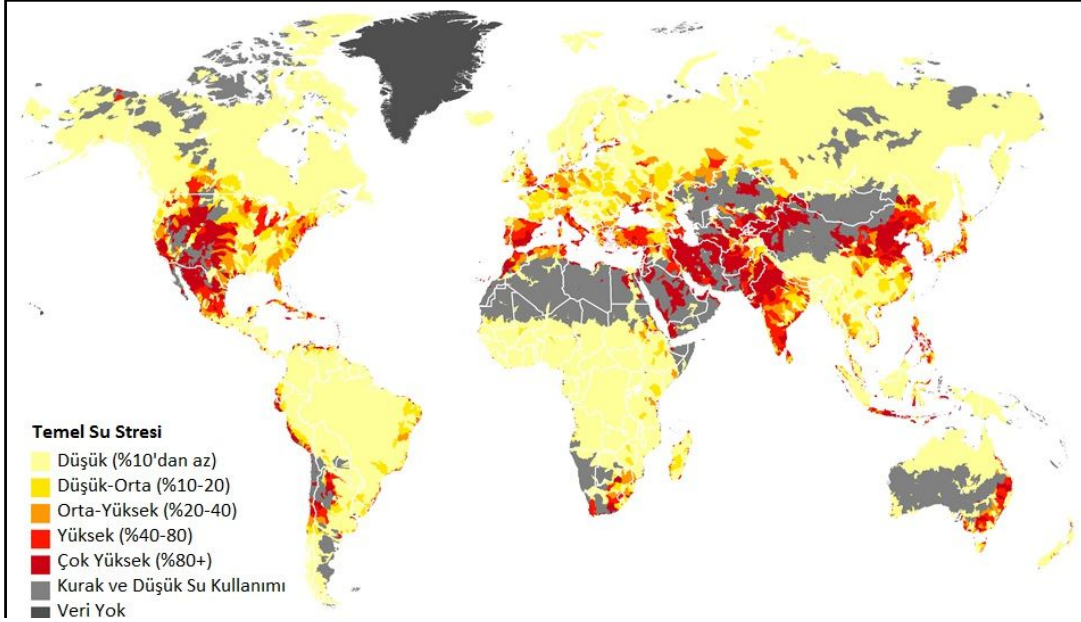 Temel Su Stresi
Düşük (%10'dan az)
Düşük-Orta (%10-20)
Orta-Yüksek (%20-40)
Yüksek (%40-80)
Çok Yüksek (%80+)
Kurak ve Düşük Su Kullanımı
Veri Yok